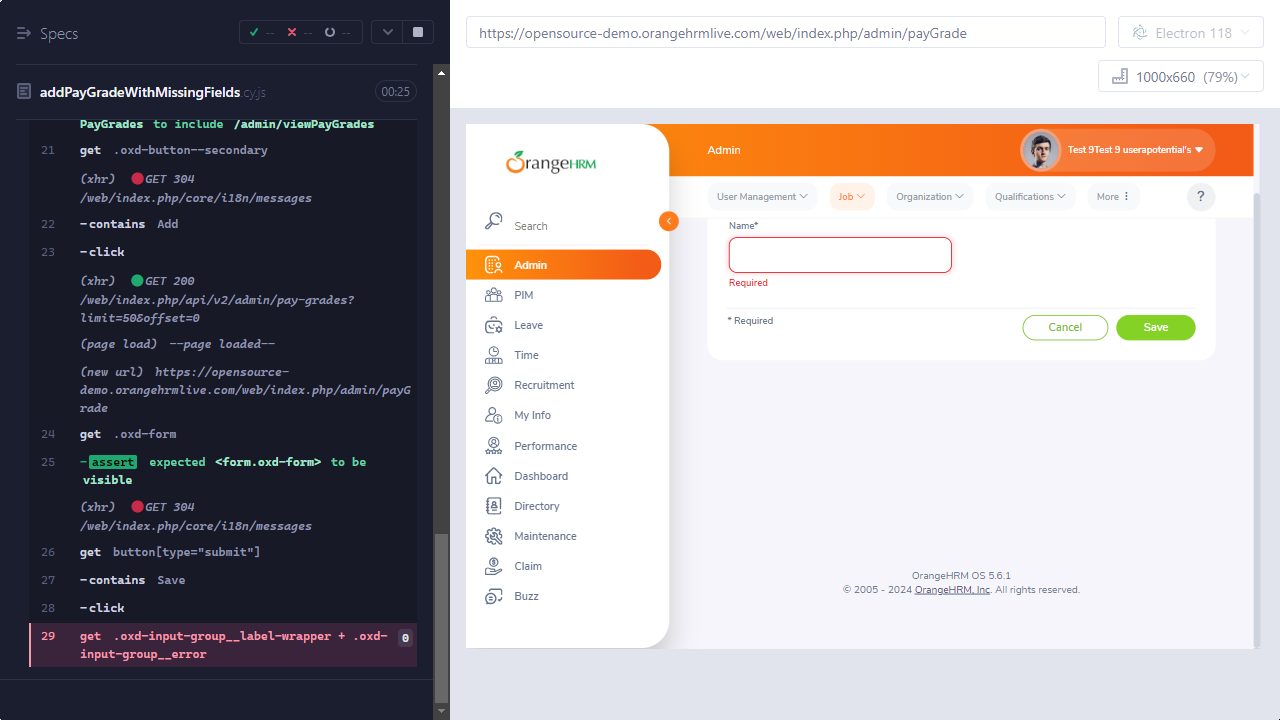 Specs
-- -- --
addPayGradeWithMissingFields.cy.js
00:25
PayGrades to include /admin/viewPayGrades
21 get .oxd-button--secondary
(xhr) GET 304
/web/index.php/core/i18n/messages
22 -contains Add
23 -click
(xhr) GET 200
/web/index.php/api/v2/admin/pay-grades?
limit=50&offset=0
(page load) --page loaded--
(new url) https://opensource-
demo.orangehrmlive.com/web/index.php/admin/payG
rade
24 get .oxd-form
25 -assert expected <form.oxd-form> to be
visible
(xhr) GET 304
/web/index.php/core/i18n/messages
26 get button[type="submit"]
27 -contains Save
28 -click
29 get .oxd-input-group__label-wrapper + .oxd-
input-group__error
0
https://opensource-demo.orangehrmlive.com/web/index.php/admin/payGrade
Electron 118
1000x660 (79%)
OrangeHRM
Search
Admin
PIM
Leave
Time
Recruitment
My Info
Performance
Dashboard
Directory
Maintenance
Claim
Buzz
Admin
Test 9Test 9 userapotential's
User Management
Job
Organization
Qualifications
More
?
Name*
Required
* Required
Cancel
Save
OrangeHRM OS 5.6.1
© 2005 - 2024 OrangeHRM, Inc. All rights reserved.